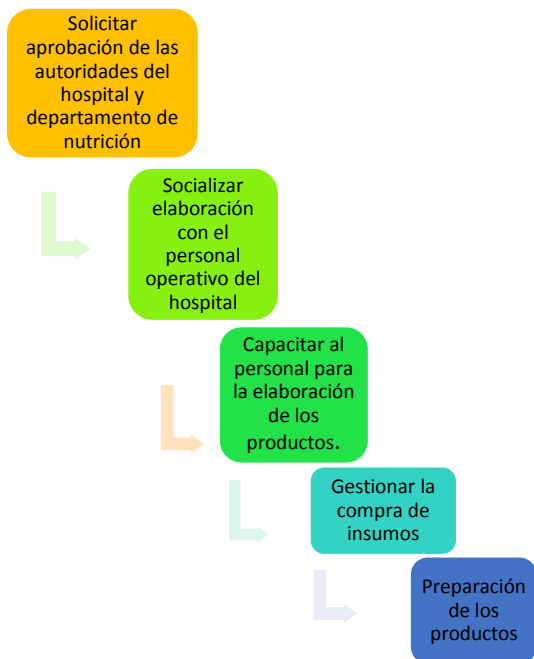 Solicitar
aprobación de las
autoridades del
hospital y
departamento de
nutrición
Socializar
elaboración
con el
personal
operativo del
hospital
Capacitar al
personal para
la elaboración
de los
productos.
Gestionar la
compra de
insumos
Preparación
de los
productos